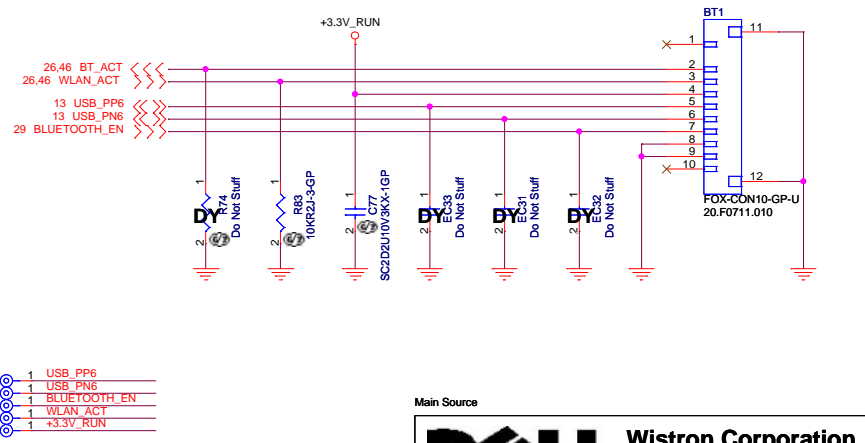 BT1
+3.3V_RUN
11
1
26,46 BT_ACT
2
26,46 WLAN_ACT
3
4
13 USB_PP6
5
13 USB_PN6
6
29 BLUETOOTH_EN
7
8
9
10
12
FOX-CON10-GP-U
20.F0711.010
1
2
DY
R74
Do Not Stuff
1
2
R83
10KR2J-3-GP
1
2
C77
SC2D2U10V3KX-1GP
1
2
DY
EC33
Do Not Stuff
1
2
DY
EC31
Do Not Stuff
1
2
DY
EC32
Do Not Stuff
1 USB_PP6
1 USB_PN6
1 BLUETOOTH_EN
1 WLAN_ACT
1 +3.3V_RUN
Main Source
Wistron Corporation